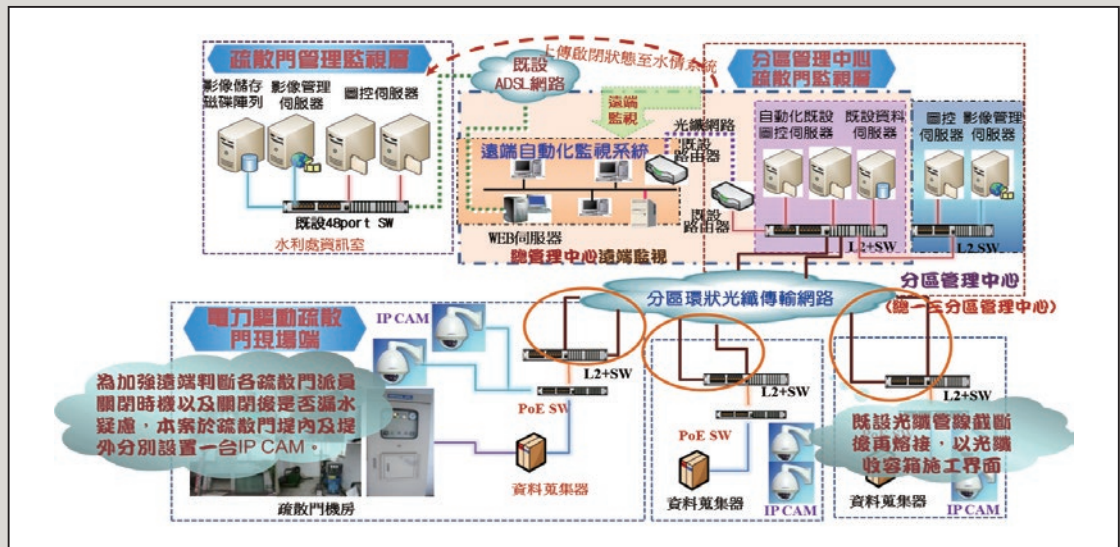 疏散門管理監視層
影像儲存
磁碟陣列
影像管理
伺服器
圖控伺服器
既設48port SW
水利處資訊室
既設
ADSL網路
上傳啟閉狀態至水情系統
遠端
監視
光纖網路
既設
路由器
遠端自動化監視系統
WEB伺服器
總管理中心遠端監視
既設
路由器
分區管理中心
疏散門監視層
自動化既設
圖控伺服器
既設資料
伺服器
L2+SW
圖控
伺服器
影像管理
伺服器
L2 SW
分區管理中心
(總一三分區管理中心)
分區環狀光纖傳輸網路
電力驅動疏散
門現場端
IP CAM
為加強遠端判斷各疏散門派員
關閉時機以及關閉後是否漏水
疑慮，本案於疏散門堤內及堤
外分別設置一台IP CAM。
疏散門機房
L2+SW
PoE SW
資料蒐集器
L2+SW
PoE SW
資料蒐集器
IP CAM
L2+SW
既設光纖管線截斷
後再熔接，以光纖
收容箱施工界面
資料蒐集器
IP CAM